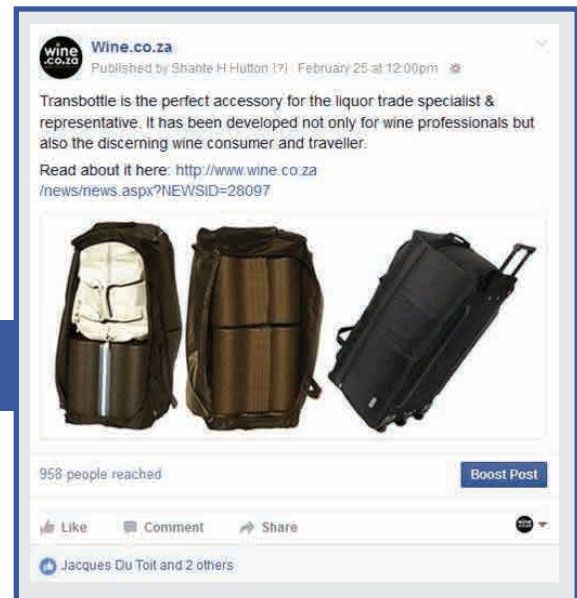 wine
.co.za
Wine.co.za
Published by Shante H Hutton [?] · February 25 at 12:00pm ·
Transbottle is the perfect accessory for the liquor trade specialist &
representative. It has been developed not only for wine professionals but
also the discerning wine consumer and traveller.
Read about it here: http://www.wine.co.za
/news/news.aspx?NEWSID=28097
958 people reached
Boost Post
Like Comment Share
Jacques Du Toit and 2 others